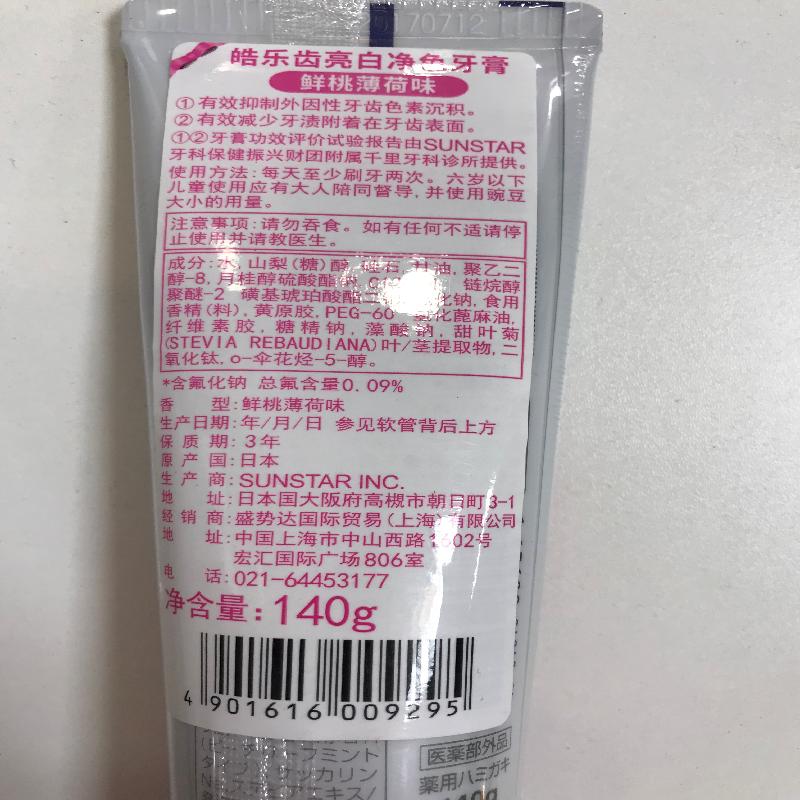 20170712
皓乐齿亮白净色牙膏
鲜桃薄荷味
①有效抑制外因性牙齿色素沉积。
②有效减少牙渍附着在牙齿表面。
①②牙膏功效评价试验报告由SUNSTAR
牙科保健振兴财团附属千里牙科诊所提供。
使用方法:每天至少刷牙两次。六岁以下
儿童使用应有大人陪同督导,并使用豌豆
大小的用量。
注意事项:请勿吞食。如有任何不适请停
止使用并请教医生。
成分:水,山梨(糖)醇,硅石,甘油,聚乙二
醇-8,月桂醇硫酸酯 链烷醇
聚醚-2 磺基琥珀酸酯二 化钠,食用
香精(料),黄原胶,PEG-60 氢化蓖麻油,
纤维素胶,糖精钠,藻酸钠,甜叶菊
(STEVIA REBAUDIANA)叶/茎提取物,二
氧化钛,o-伞花烃-5-醇。
*含氟化钠 总氟含量0.09%
香 型:鲜桃薄荷味
生产日期:年/月/日 参见软管背后上方
保 质 期:3年
原 产 国:日本
生 产 商:SUNSTAR INC.
地 址:日本国大阪府高槻市朝日町3-1
经 销 商:盛势达国际贸易(上海)有限公司
地 址:中国上海市中山西路1602号
宏汇国际广场806室
电 话:021-64453177
净含量:140g
4 901616 009295
医薬部外品
薬用ハミガキ
140g